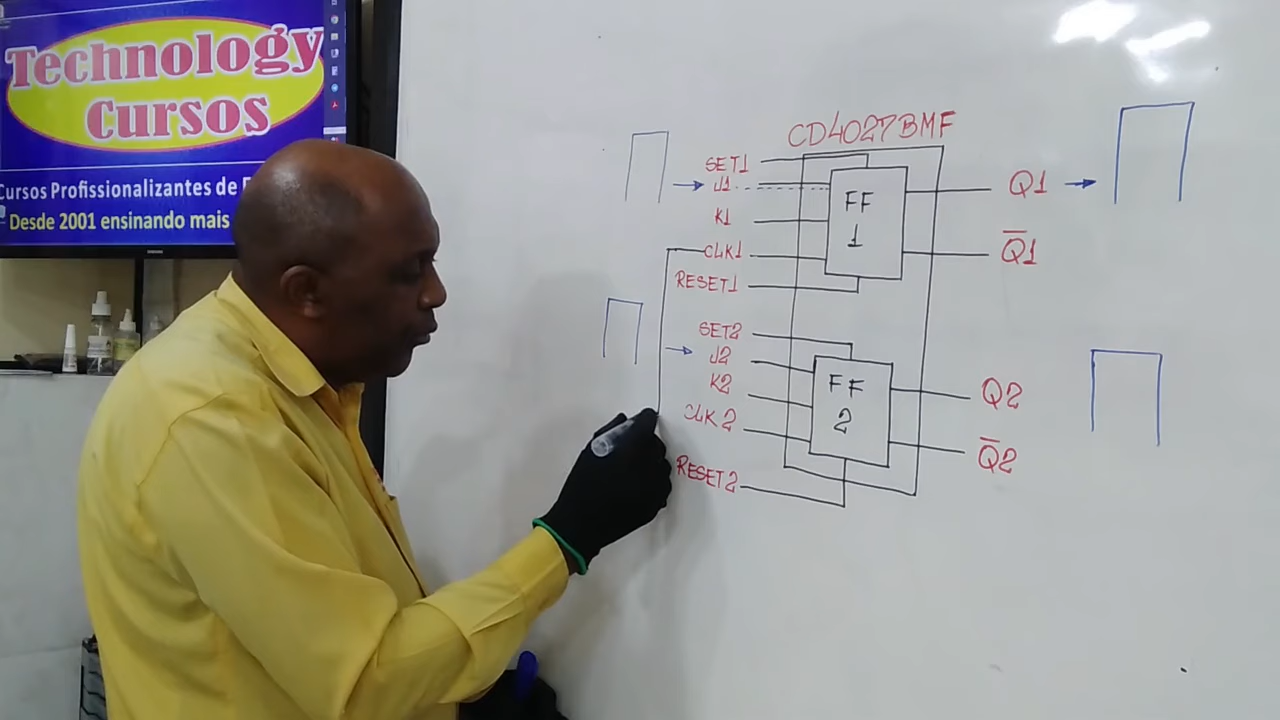 Technology
Cursos
Cursos Profissionalizantes de
Desde 2001 ensinando mais
CD4027BMF
SET1
J1
K1
CLK1
RESET1
FF
1
Q1
Q̅1
SET2
J2
K2
CLK2
RESET2
FF
2
Q2
Q̅2